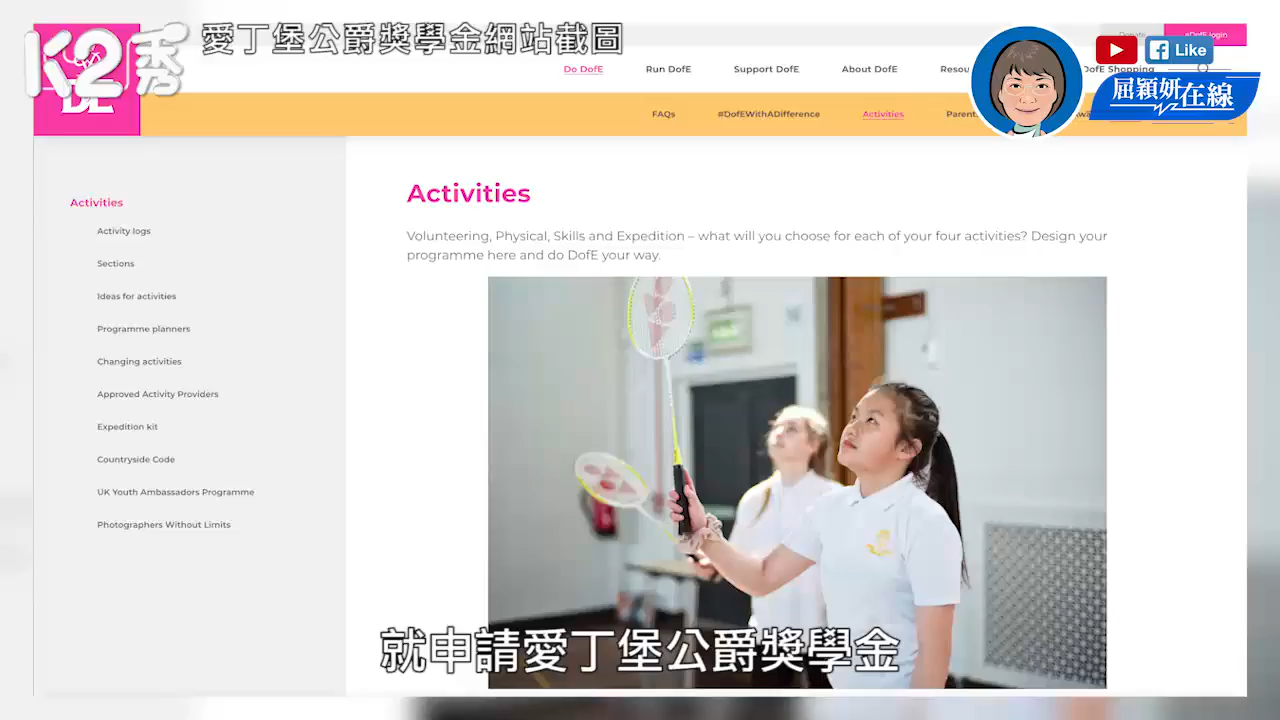 K2秀
愛丁堡公爵獎學金網站截圖
Donate
eDofE login
Like
屈穎妍在線
Do DofE
Run DofE
Support DofE
About DofE
DofE Shopping
FAQs
#DofEWithADifference
Activities
Activities
Activity logs
Sections
Ideas for activities
Programme planners
Changing activities
Approved Activity Providers
Expedition kit
Countryside Code
UK Youth Ambassadors Programme
Photographers Without Limits
Activities
Volunteering, Physical, Skills and Expedition – what will you choose for each of your four activities? Design your
programme here and do DofE your way.
就申請愛丁堡公爵獎學金